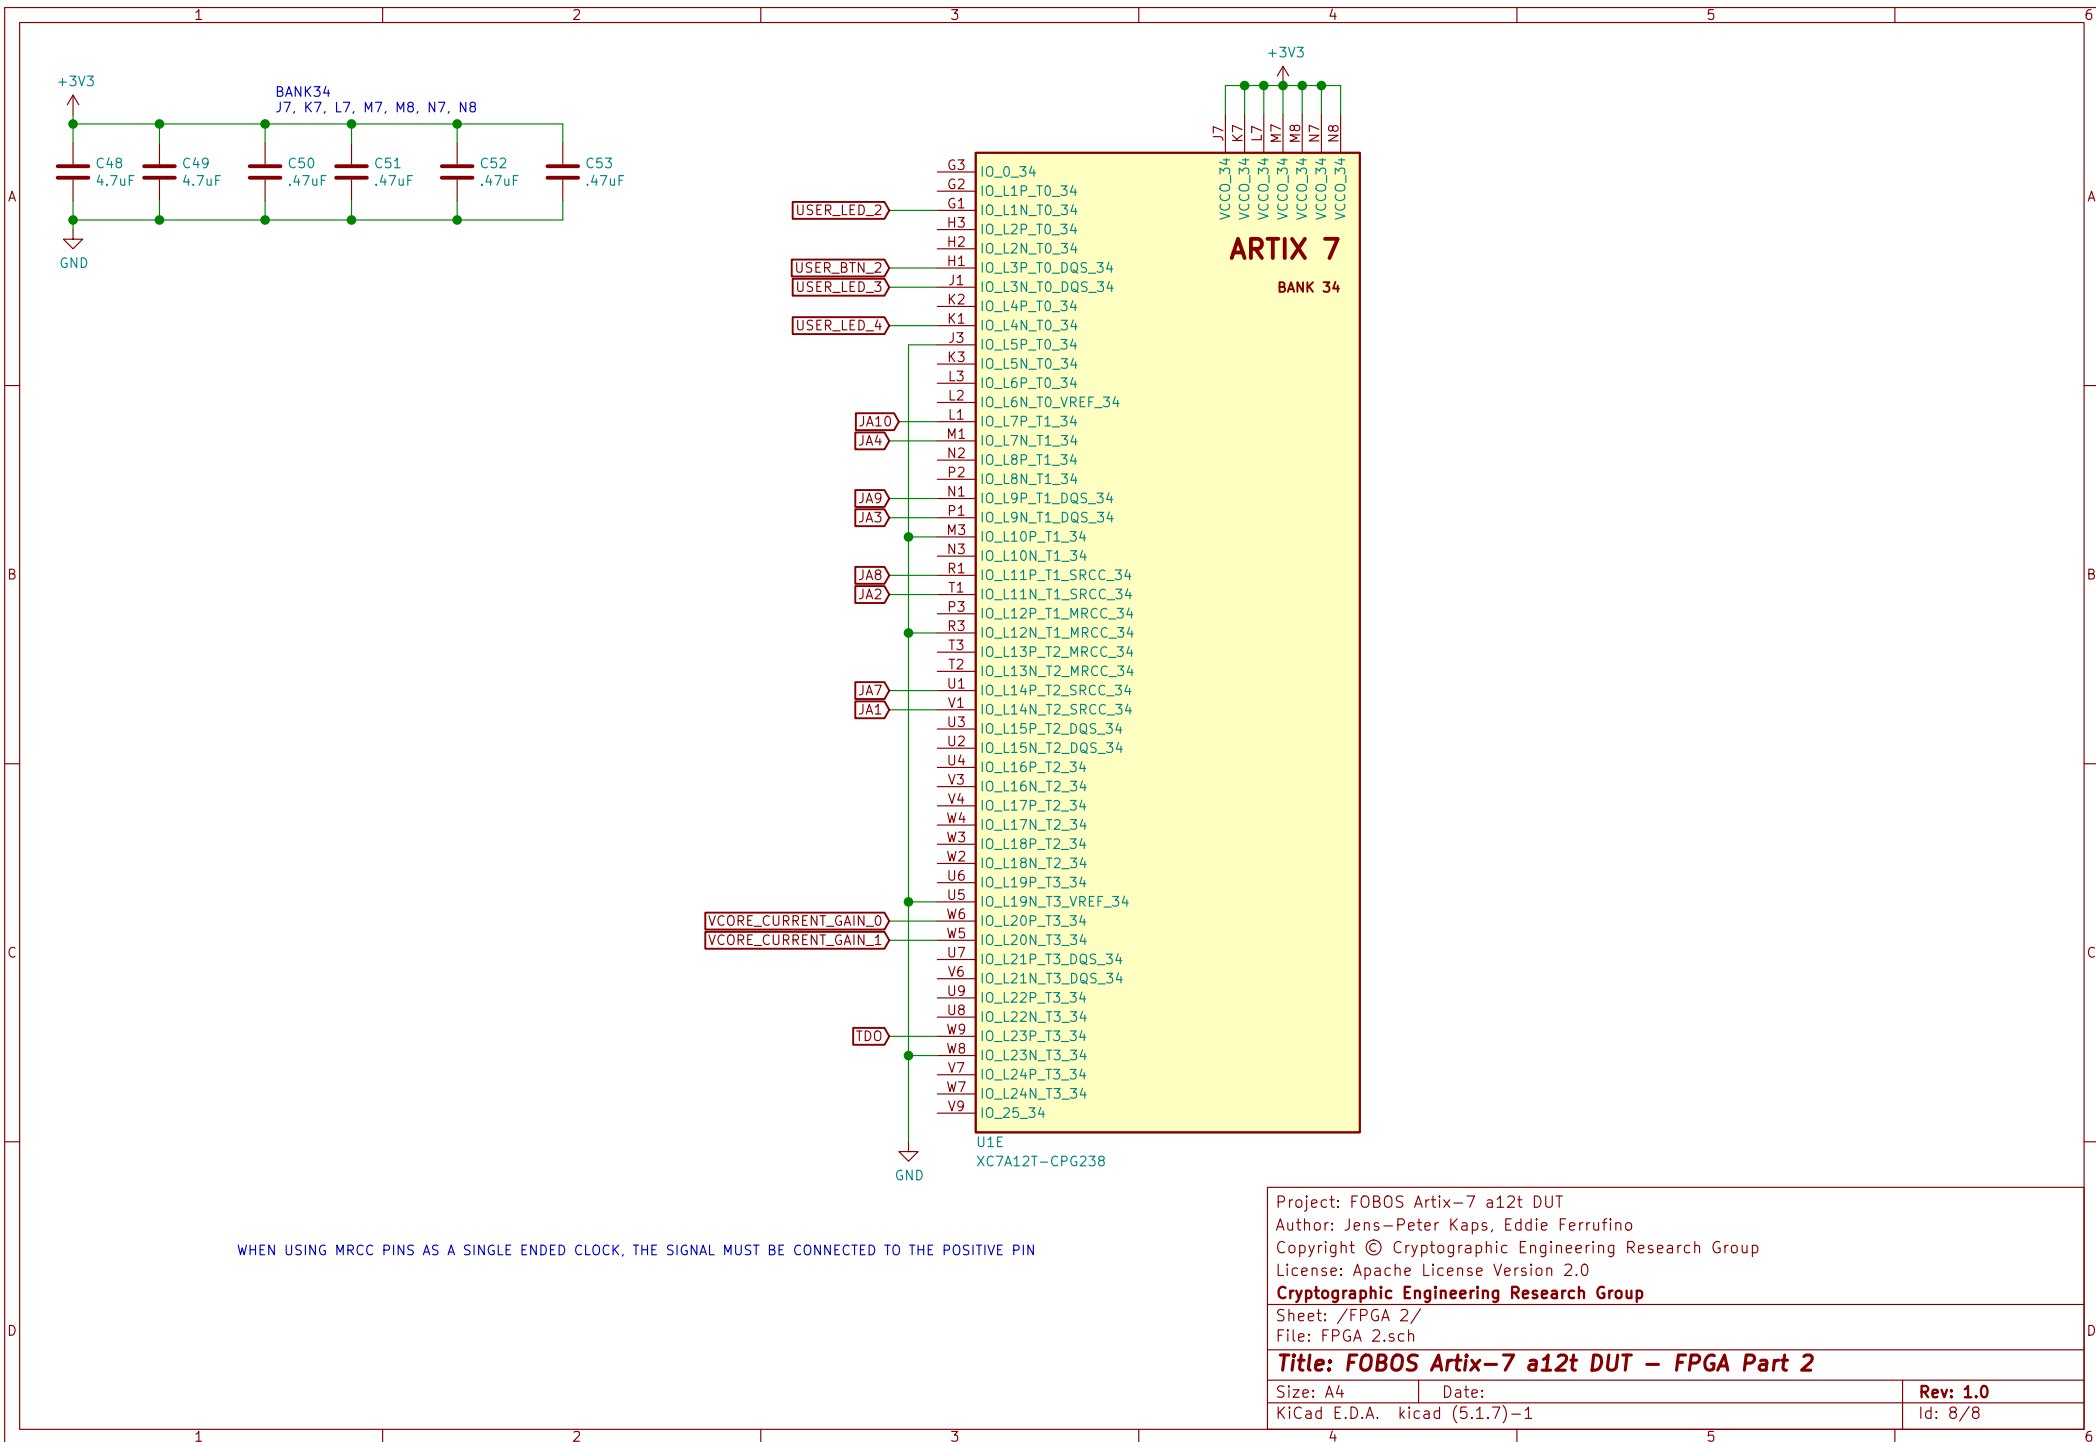 1 2 3 4 5 6
+3V3
BANK34
J7, K7, L7, M7, M8, N7, N8
C48
4.7uF
C49
4.7uF
C50
.47uF
C51
.47uF
C52
.47uF
C53
.47uF
GND
+3V3
J7 K7 L7 M7 M8 N7 N8
VCCO_34 VCCO_34 VCCO_34 VCCO_34 VCCO_34 VCCO_34 VCCO_34
ARTIX 7
BANK 34
G3 IO_0_34
G2 IO_L1P_T0_34
USER_LED_2 G1 IO_L1N_T0_34
H3 IO_L2P_T0_34
H2 IO_L2N_T0_34
USER_BTN_2 H1 IO_L3P_T0_DQS_34
USER_LED_3 J1 IO_L3N_T0_DQS_34
K2 IO_L4P_T0_34
USER_LED_4 K1 IO_L4N_T0_34
J3 IO_L5P_T0_34
K3 IO_L5N_T0_34
L3 IO_L6P_T0_34
L2 IO_L6N_T0_VREF_34
JA10 L1 IO_L7P_T1_34
JA4 M1 IO_L7N_T1_34
N2 IO_L8P_T1_34
P2 IO_L8N_T1_34
JA9 N1 IO_L9P_T1_DQS_34
JA3 P1 IO_L9N_T1_DQS_34
M3 IO_L10P_T1_34
N3 IO_L10N_T1_34
JA8 R1 IO_L11P_T1_SRCC_34
JA2 T1 IO_L11N_T1_SRCC_34
P3 IO_L12P_T1_MRCC_34
R3 IO_L12N_T1_MRCC_34
T3 IO_L13P_T2_MRCC_34
T2 IO_L13N_T2_MRCC_34
JA7 U1 IO_L14P_T2_SRCC_34
JA1 V1 IO_L14N_T2_SRCC_34
U3 IO_L15P_T2_DQS_34
U2 IO_L15N_T2_DQS_34
U4 IO_L16P_T2_34
V3 IO_L16N_T2_34
V4 IO_L17P_T2_34
W4 IO_L17N_T2_34
W3 IO_L18P_T2_34
W2 IO_L18N_T2_34
U6 IO_L19P_T3_34
U5 IO_L19N_T3_VREF_34
VCORE_CURRENT_GAIN_0 W6 IO_L20P_T3_34
VCORE_CURRENT_GAIN_1 W5 IO_L20N_T3_34
U7 IO_L21P_T3_DQS_34
V6 IO_L21N_T3_DQS_34
U9 IO_L22P_T3_34
U8 IO_L22N_T3_34
TDO W9 IO_L23P_T3_34
W8 IO_L23N_T3_34
V7 IO_L24P_T3_34
W7 IO_L24N_T3_34
V9 IO_25_34
U1E
XC7A12T-CPG238
GND
A A
B B
C C
D D
WHEN USING MRCC PINS AS A SINGLE ENDED CLOCK, THE SIGNAL MUST BE CONNECTED TO THE POSITIVE PIN
Project: FOBOS Artix-7 a12t DUT
Author: Jens-Peter Kaps, Eddie Ferrufino
Copyright © Cryptographic Engineering Research Group
License: Apache License Version 2.0
Cryptographic Engineering Research Group
Sheet: /FPGA 2/
File: FPGA 2.sch
Title: FOBOS Artix-7 a12t DUT - FPGA Part 2
Size: A4 Date: Rev: 1.0
KiCad E.D.A. kicad (5.1.7)-1 Id: 8/8
1 2 3 4 5 6